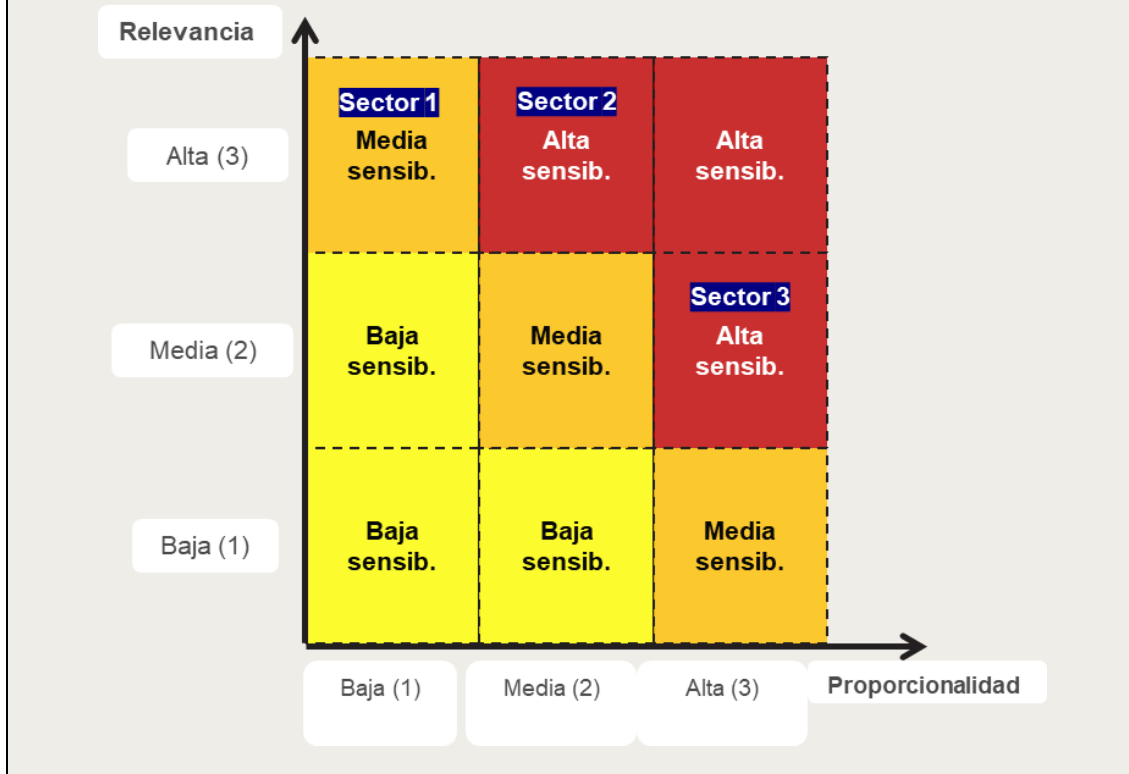 Relevancia
Sector 1
Media
sensib.
Sector 2
Alta
sensib.
Alta
sensib.
Alta (3)
Baja
sensib.
Media
sensib.
Sector 3
Alta
sensib.
Media (2)
Baja
sensib.
Baja
sensib.
Media
sensib.
Baja (1)
Baja (1)
Media (2)
Alta (3)
Proporcionalidad